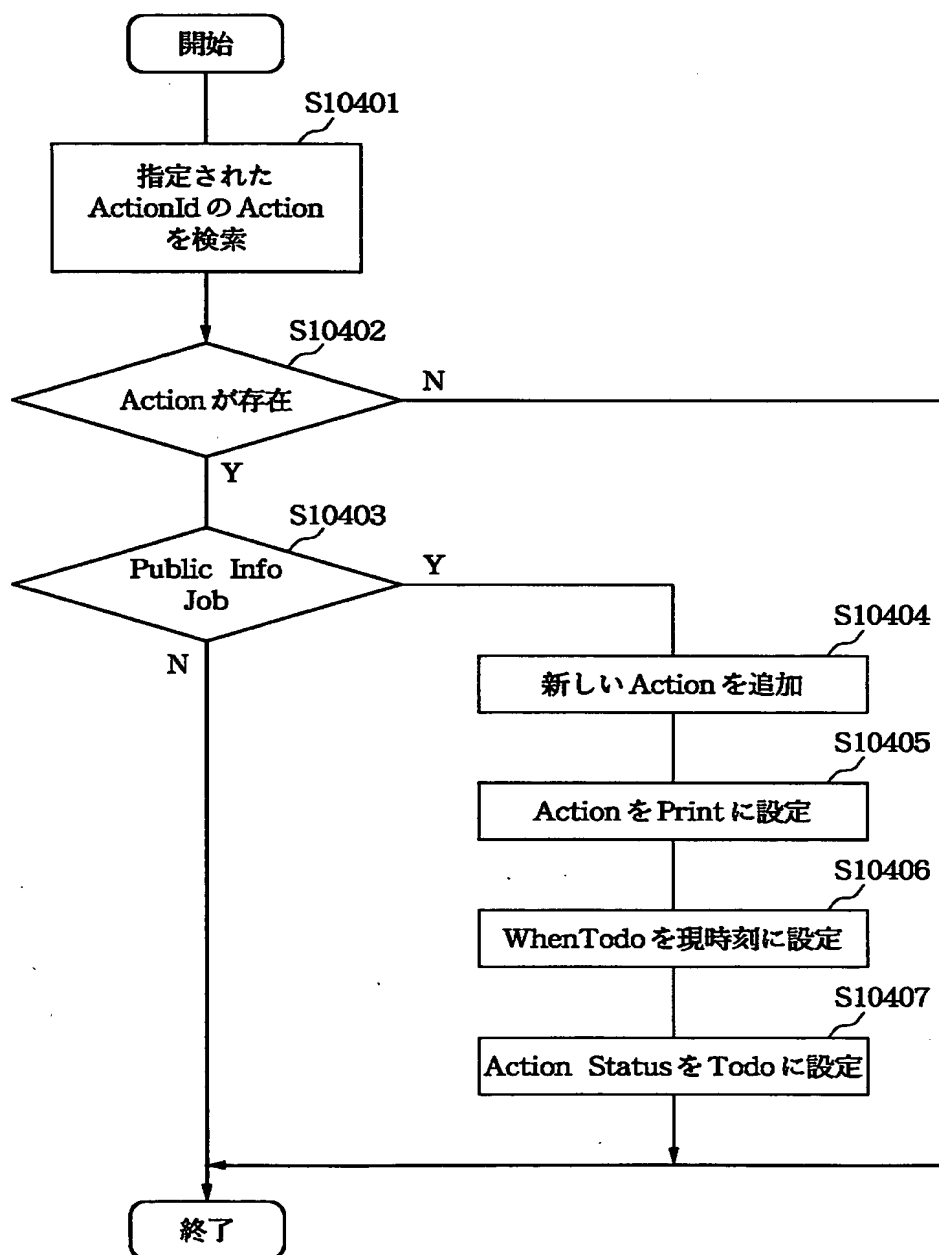 開始
S10401
指定された
ActionIdのAction
を検索
S10402
Actionが存在
N
Y
S10403
Public Info
Job
Y
N
S10404
新しいActionを追加
S10405
ActionをPrintに設定
S10406
WhenTodoを現時刻に設定
S10407
Action StatusをTodoに設定
終了